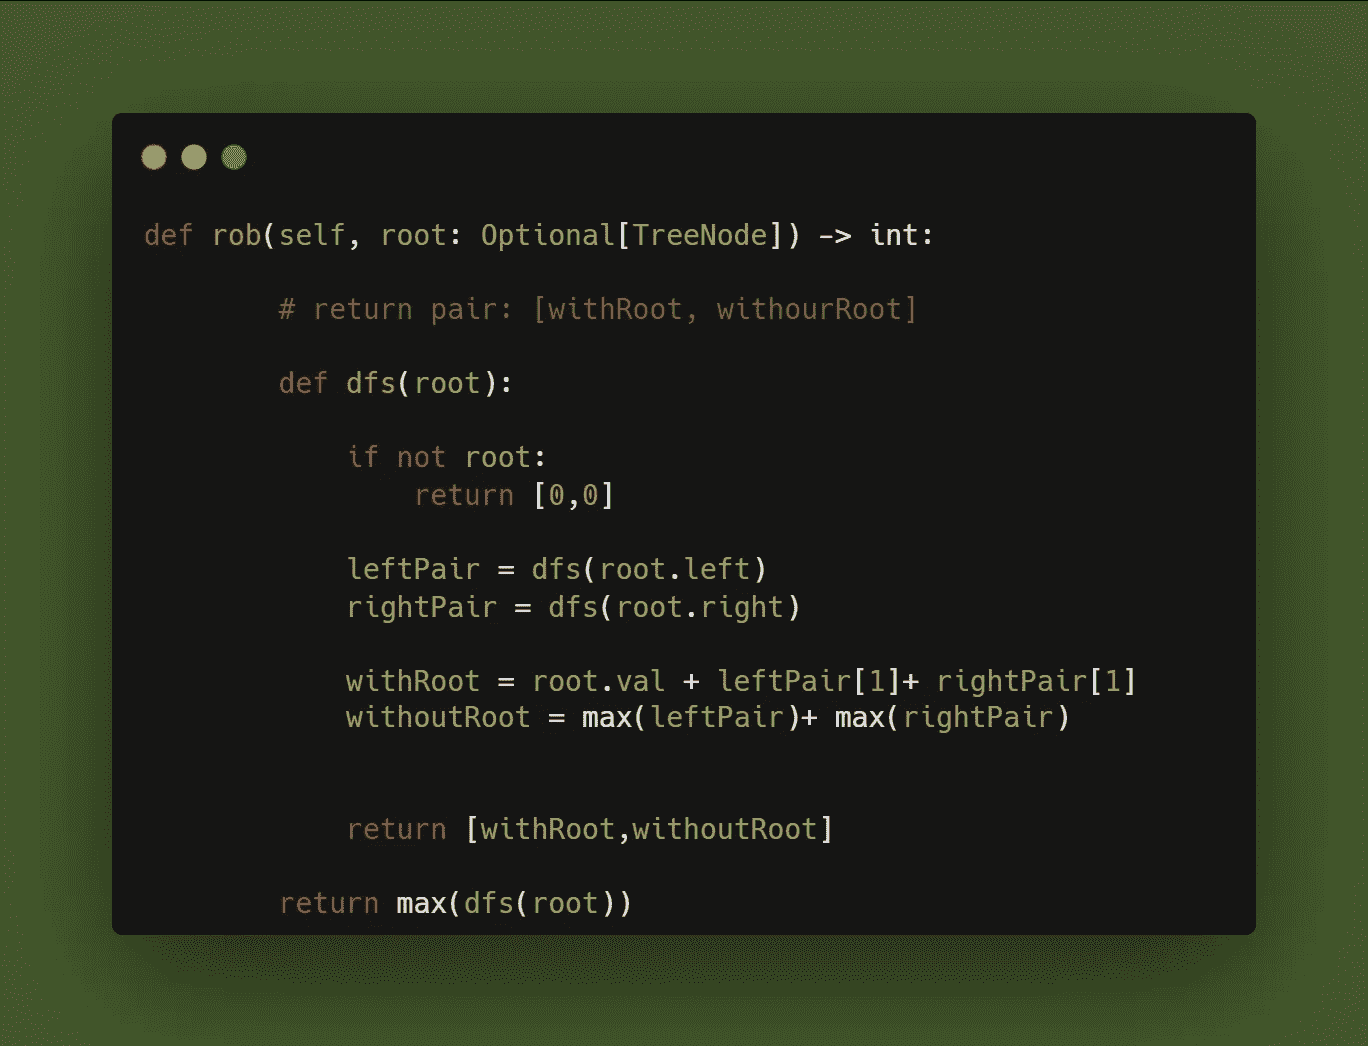 def rob(self, root: Optional[TreeNode]) -> int:
# return pair: [withRoot, withourRoot]
def dfs(root):
if not root:
return [0,0]
leftPair = dfs(root.left)
rightPair = dfs(root.right)
withRoot = root.val + leftPair[1]+ rightPair[1]
withoutRoot = max(leftPair)+ max(rightPair)
return [withRoot,withoutRoot]
return max(dfs(root))